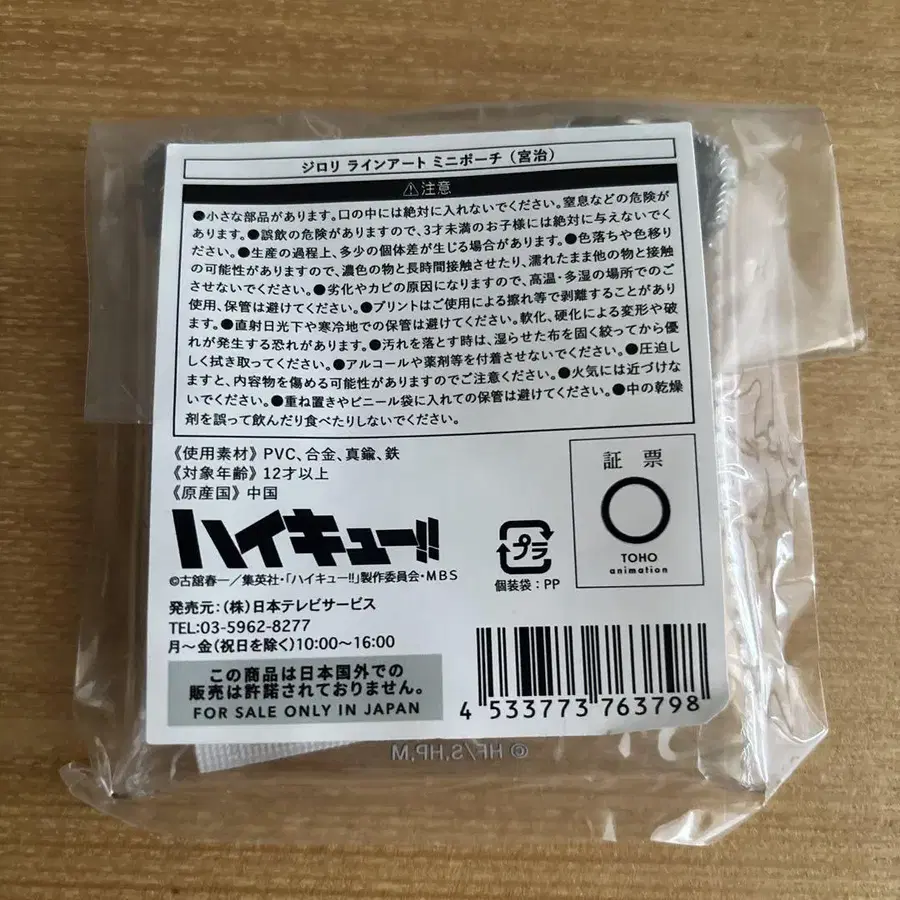 ジロリ ラインアート ミニポーチ（宮治）
⚠注意
●小さな部品があります。口の中には絶対に入れないでください。窒息などの危険が
あります。●誤飲の危険がありますので、3才未満のお子様には絶対に与えないでく
ださい。●生産の過程上、多少の個体差が生じる場合があります。●色落ちや色移り
の可能性がありますので、濃色の物と長時間接触させたり、濡れたまま他の物と接触
させないでください。●劣化やカビの原因になりますので、高温・多湿の場所でのご
使用、保管は避けてください。●プリントはご使用による擦れ等で剥離することがあり
ます。●直射日光下や寒冷地での保管は避けてください。軟化、硬化による変形や破
れが発生する恐れがあります。●汚れを落とす時は、湿らせた布を固く絞ってから優
しく拭き取ってください。●アルコールや薬剤等を付着させないでください。●圧迫し
ますと、内容物を傷める可能性がありますのでご注意ください。●火気には近づけな
いでください。●重ね置きやビニール袋に入れての保管は避けてください。●中の乾燥
剤を誤って飲んだり食べたりしないでください。
《使用素材》PVC、合金、真鍮、鉄
《対象年齢》12才以上
《原産国》中国
証票
TOHO
animation
ハイキュー!!
©古舘春一／集英社・「ハイキュー!!」製作委員会・MBS
プラ
個装袋：PP
発売元：（株）日本テレビサービス
TEL:03-5962-8277
月〜金（祝日を除く）10:00〜16:00
この商品は日本国外での
販売は許諾されておりません。
FOR SALE ONLY IN JAPAN
4 533773 763798
© HF/S,HP,M